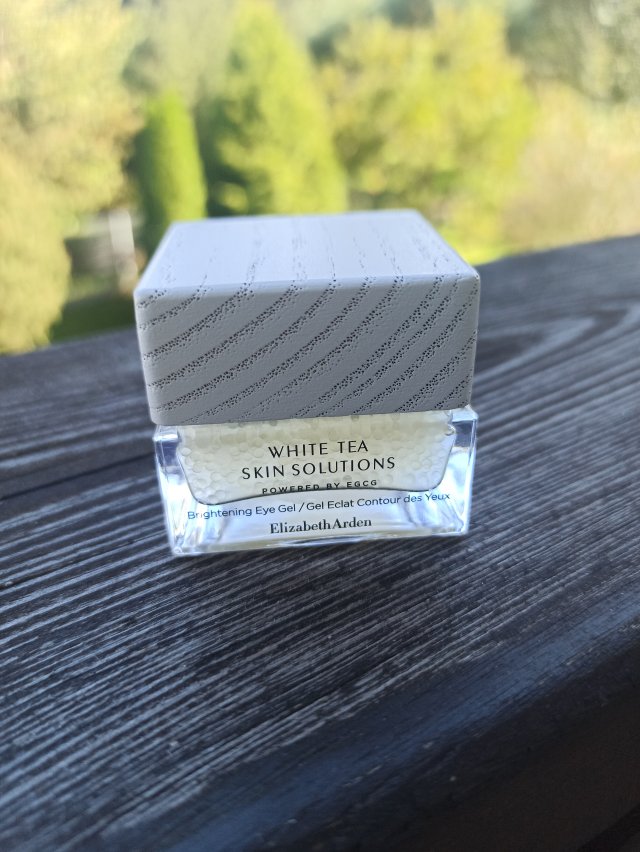 WHITE TEA
SKIN SOLUTIONS
POWERED BY EGCG
Brightening Eye Gel / Gel Eclat Contour des Yeux
ElizabethArden